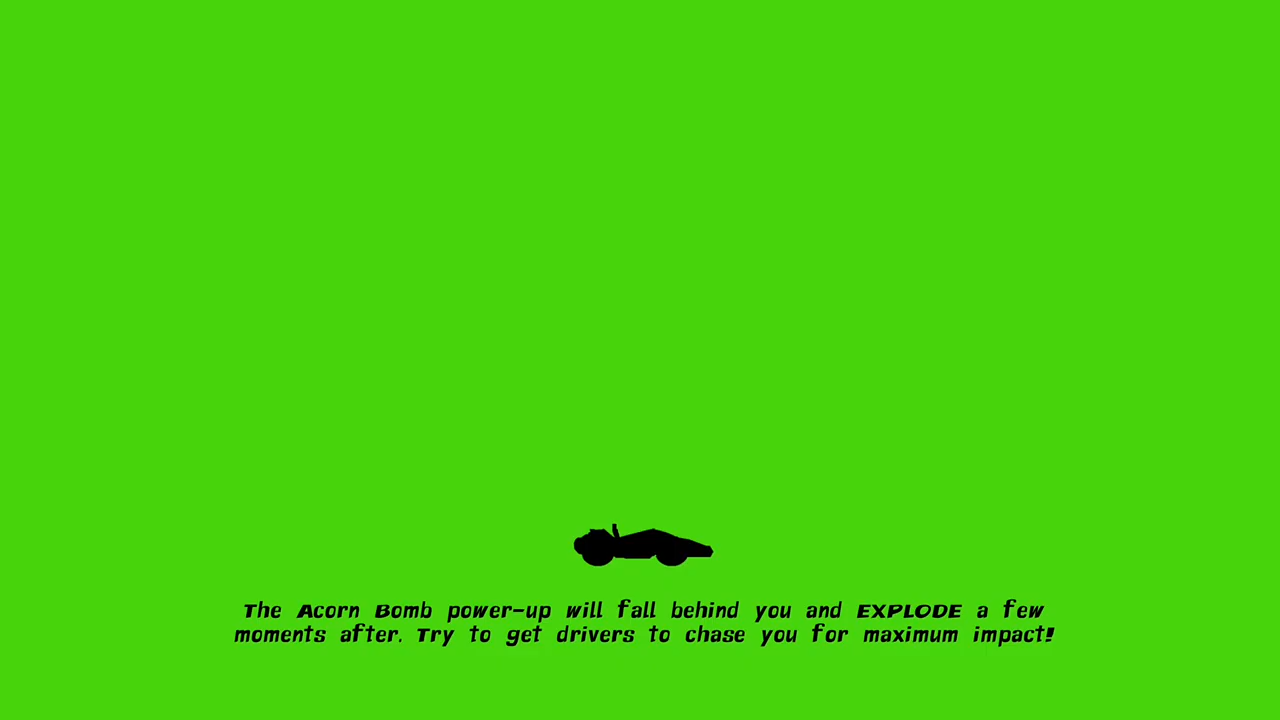 The Acorn Bomb power-up will fall behind you and EXPLODE a few
moments after. Try to get drivers to chase you for maximum impact!